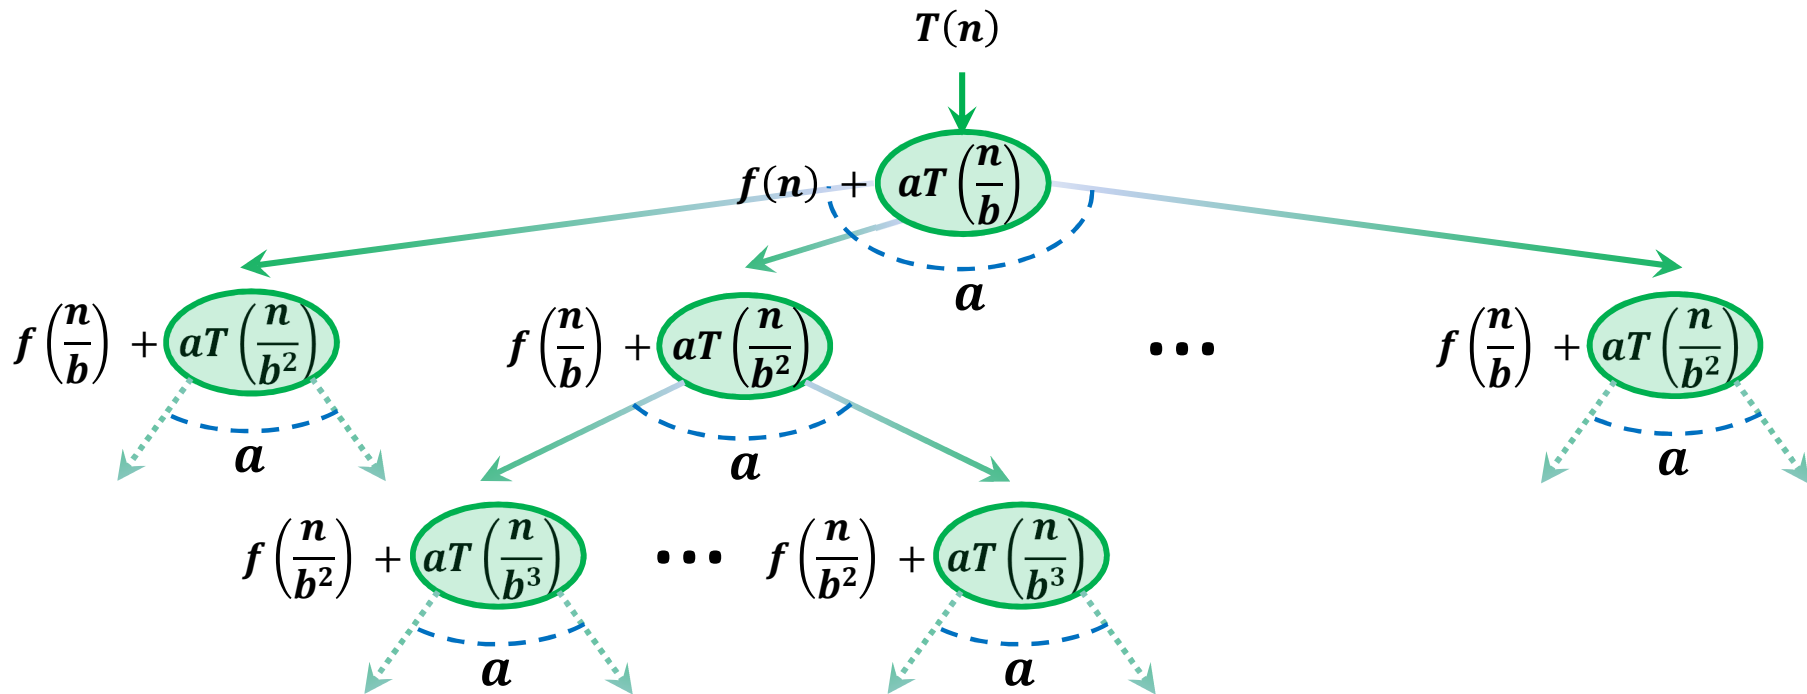 T(n)
f(n) + aT(n/b)
a
f(n/b) + aT(n/b²) f(n/b) + aT(n/b²) ••• f(n/b) + aT(n/b²)
a a a
f(n/b²) + aT(n/b³) ••• f(n/b²) + aT(n/b³)
a a